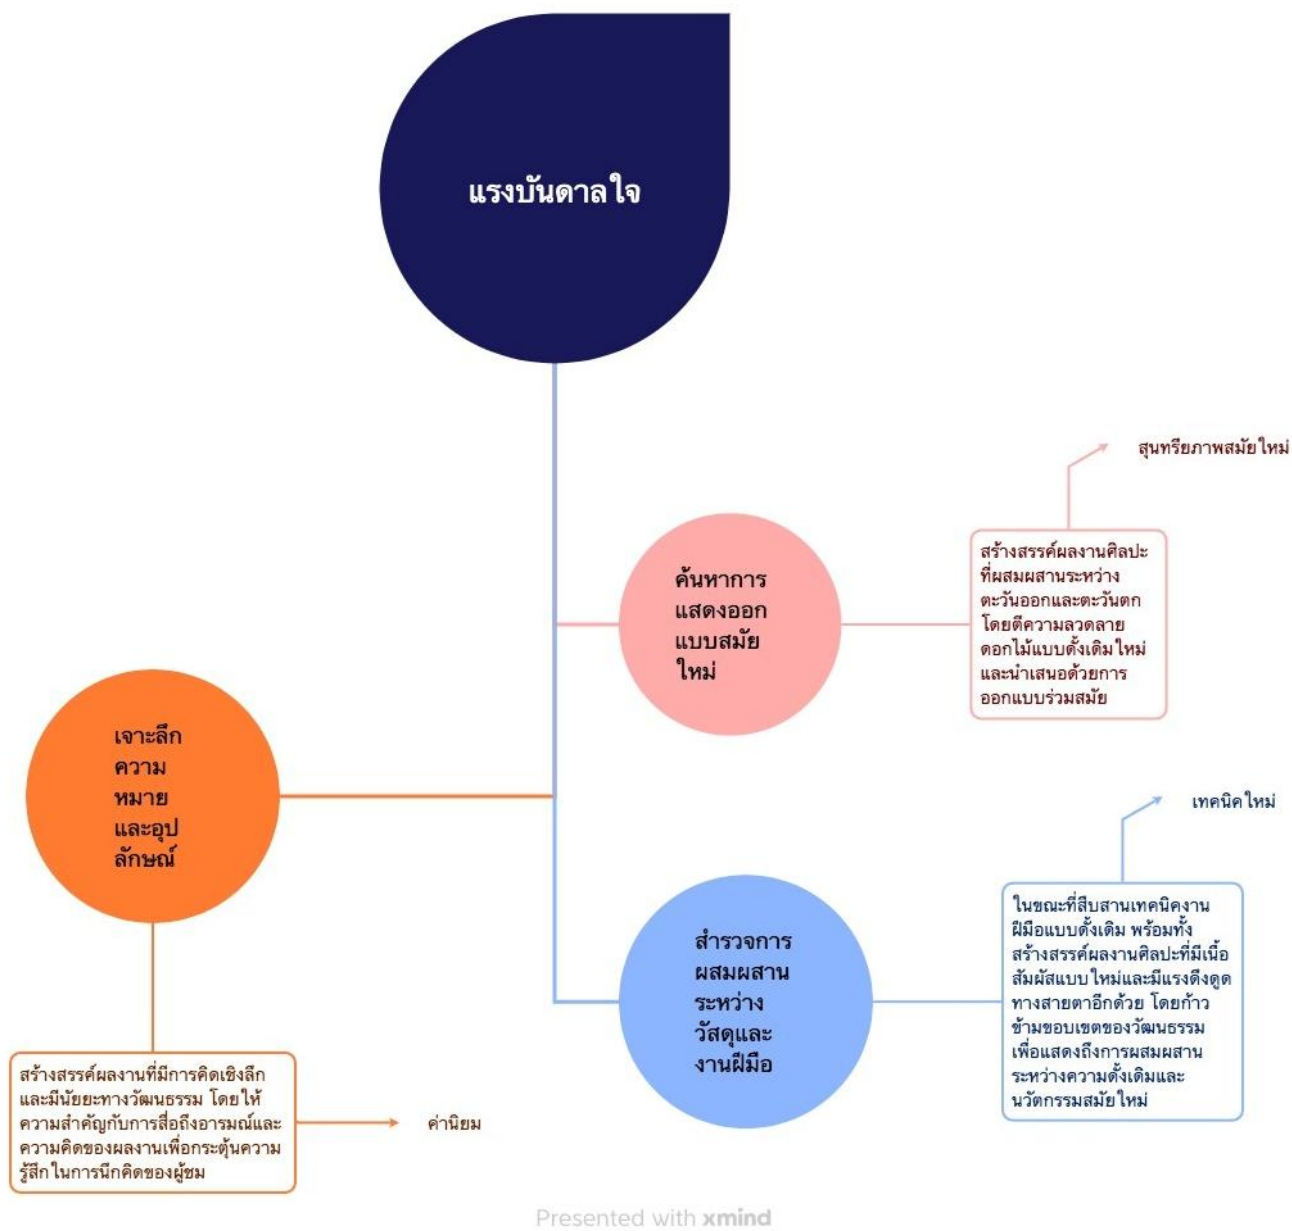 แรงบันดาลใจ
สุนทรียภาพสมัยใหม่
ค้นหาการ
แสดงออก
แบบสมัย
ใหม่
สร้างสรรค์ผลงานศิลปะ
ที่ผสมผสานระหว่าง
ตะวันออกและตะวันตก
โดยตีความลวดลาย
ดอกไม้แบบดั้งเดิมใหม่
และนำเสนอด้วยการ
ออกแบบร่วมสมัย
เจาะลึก
ความ
หมาย
และอุป
ลักษณ์
เทคนิคใหม่
สำรวจการ
ผสมผสาน
ระหว่าง
วัสดุและ
งานฝีมือ
ในขณะที่สืบสานเทคนิคงาน
ฝีมือแบบดั้งเดิม พร้อมทั้ง
สร้างสรรค์ผลงานศิลปะที่มีเนื้อ
สัมผัสแบบใหม่และมีแรงดึงดูด
ทางสายตาอีกด้วย โดยก้าว
ข้ามขอบเขตของวัฒนธรรม
เพื่อแสดงถึงการผสมผสาน
ระหว่างความดั้งเดิมและ
นวัตกรรมสมัยใหม่
สร้างสรรค์ผลงานที่มีการคิดเชิงลึก
และมีนัยยะทางวัฒนธรรม โดยให้
ความสำคัญกับการสื่อถึงอารมณ์และ
ความคิดของผลงานเพื่อกระตุ้นความ
รู้สึกในการนึกคิดของผู้ชม
ค่านิยม
Presented with xmind